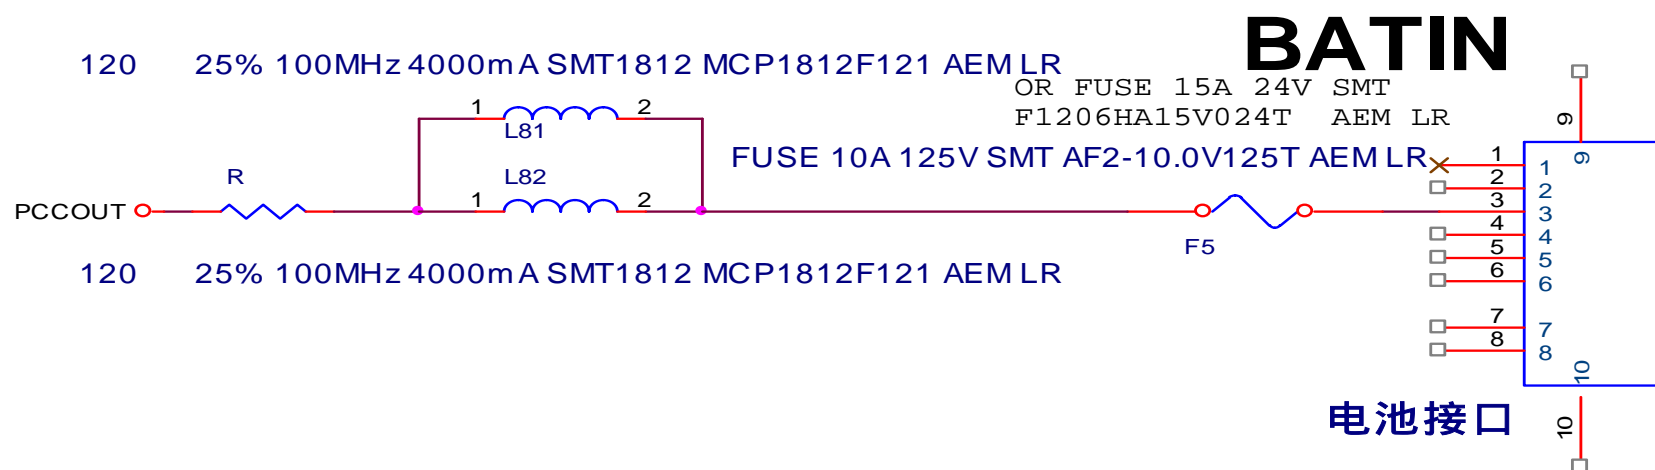 BATIN
120 25% 100MHz 4000mA SMT1812 MCP1812F121 AEM LR
OR FUSE 15A 24V SMT
F1206HA15V024T AEM LR
1 2
L81
FUSE 10A 125V SMT AF2-10.0V125T AEM LR
R
L82
1 2
PCCOUT
F5
120 25% 100MHz 4000mA SMT1812 MCP1812F121 AEM LR
9 9
1 1
2 2
3 3
4 4
5 5
6 6
7 7
8 8
10 10
电池接口